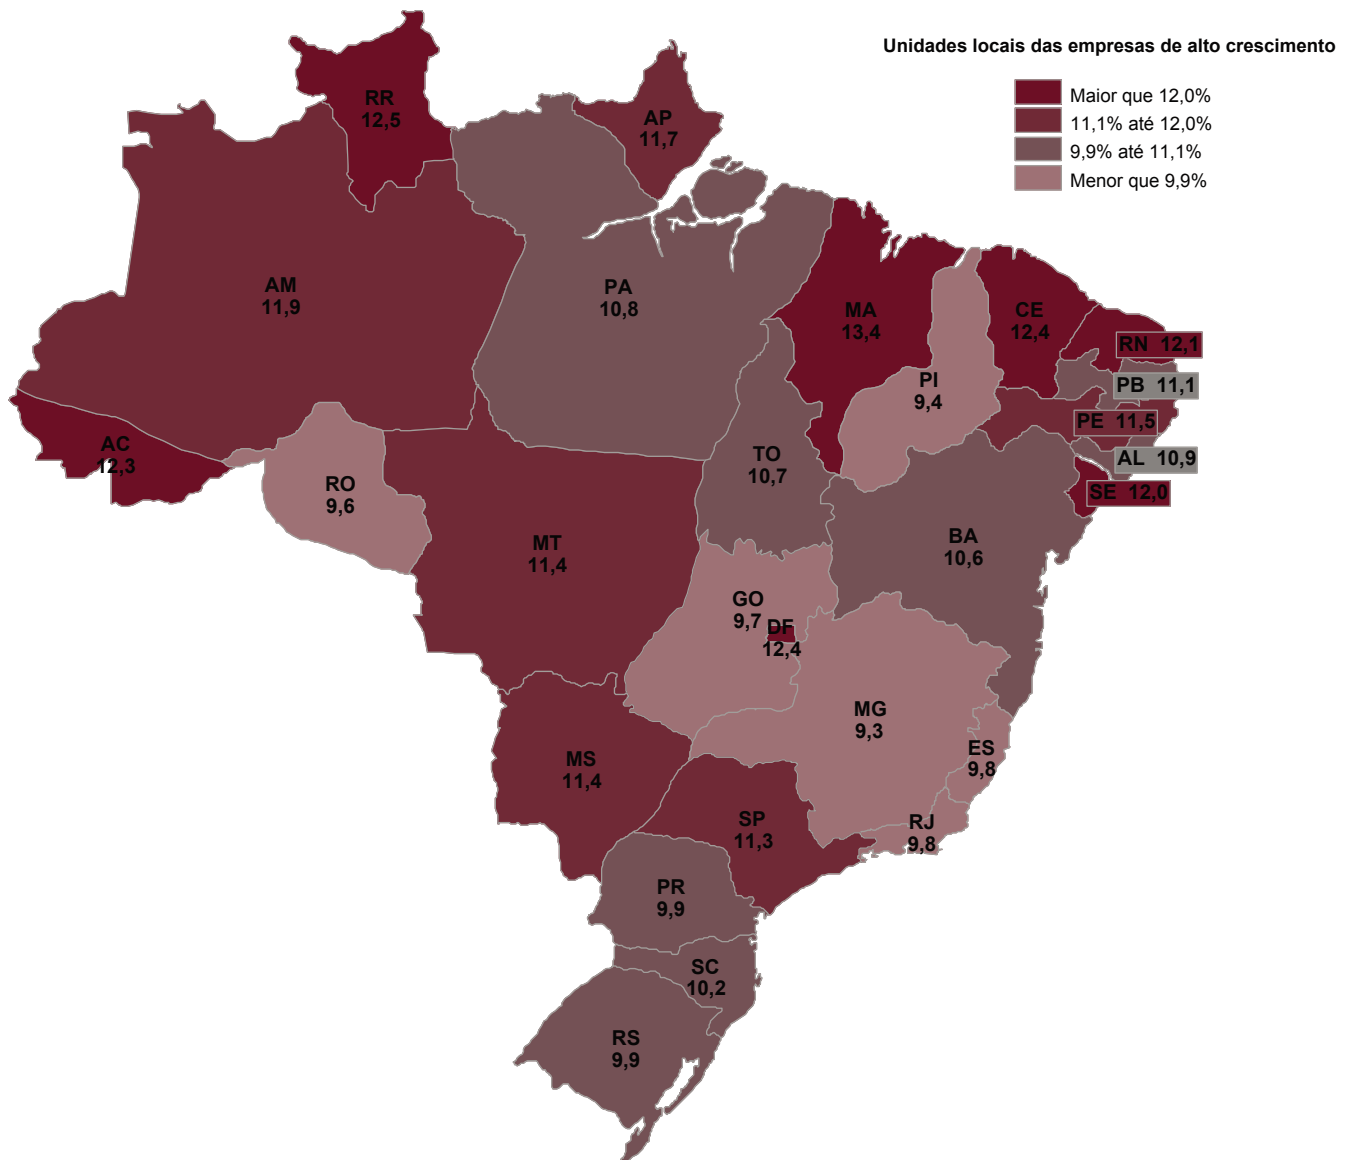 Unidades locais das empresas de alto crescimento
Maior que 12,0%
11,1% até 12,0%
9,9% até 11,1%
Menor que 9,9%
RR
12,5
AP
11,7
AM
11,9
PA
10,8
MA
13,4
CE
12,4
RN 12,1
PI
9,4
PB 11,1
PE 11,5
AC
12,3
TO
10,7
AL 10,9
RO
9,6
SE 12,0
MT
11,4
BA
10,6
GO
9,7
DF
12,4
MG
9,3
ES
9,8
MS
11,4
SP
11,3
RJ
9,8
PR
9,9
SC
10,2
RS
9,9